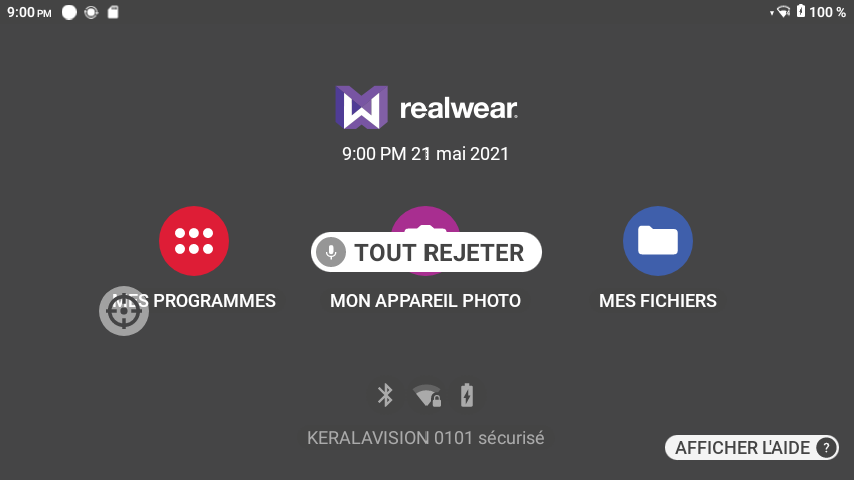 9:00 PM
100 %
realwear
9:00 PM 21 mai 2021
TOUT REJETER
MES PROGRAMMES
MON APPAREIL PHOTO
MES FICHIERS
KERALAVISION 0101 sécurisé
AFFICHER L'AIDE ?